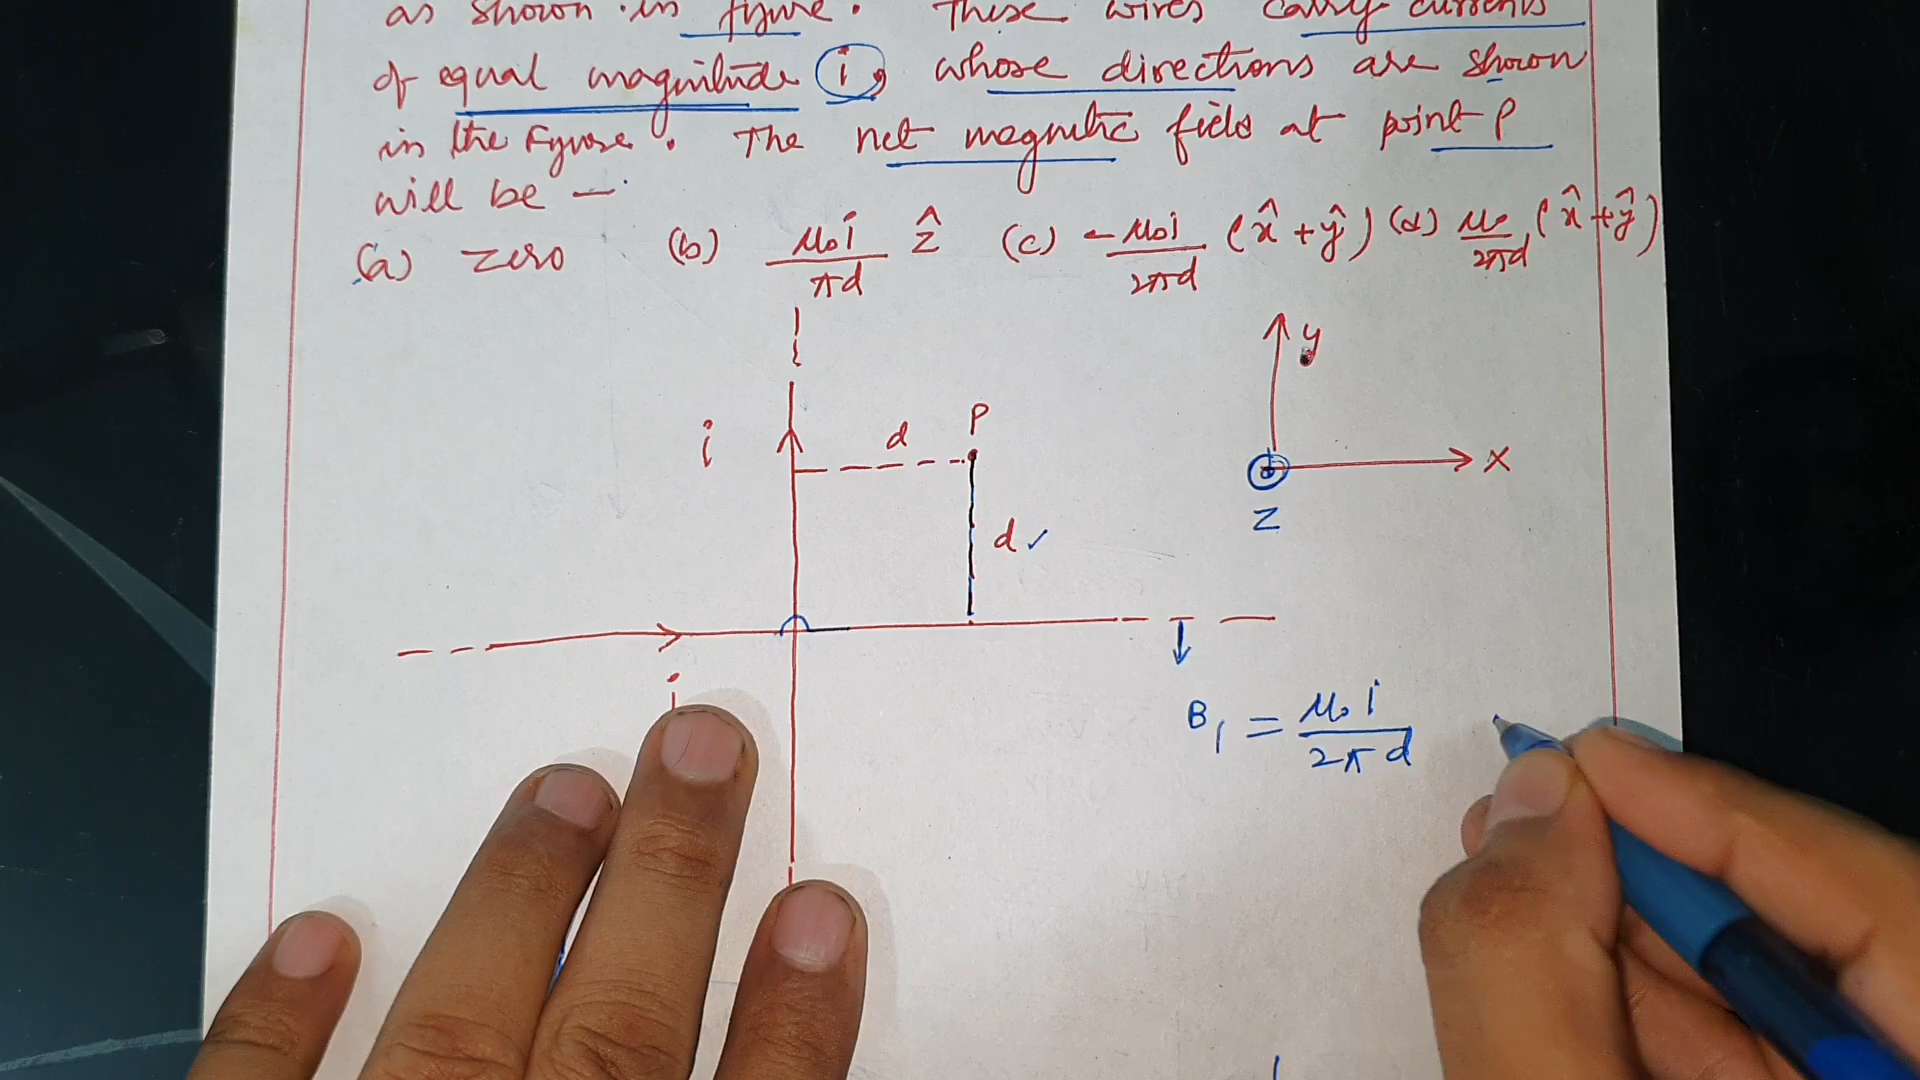 as shown in figure. These wires carry currents
of equal magnitude i, whose directions are shown
in the Figure. The net magnetic field at point P
will be —
(a) zero (b) μ₀i/πd ẑ (c) -μ₀i/2πd (x̂ + ŷ) (d) μ₀/2πd (x̂ + ŷ)
y
P
i d
x
d ✓
Z
i
B₁ = μ₀i/2πd